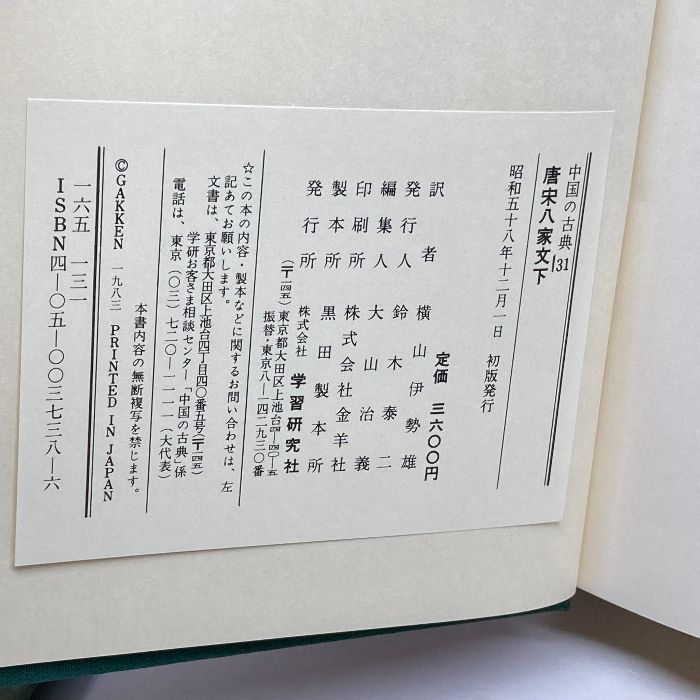 中国の古典 31
唐宋八家文 下
昭和五十八年十二月一日 初版発行
定価 三六〇〇円
訳者 横山伊勢雄
発行人 鈴木泰二
編集人 大山治義
印刷所 株式会社金羊社
製本所 黒田製本所
発行所 株式会社 学習研究社
(〒一四五)東京都大田区上池台四—四〇—五
振替・東京八—一四二九三〇番
☆この本の内容・製本などに関するお問い合わせは、左
記あてお願いします。
文書は、東京都大田区上池台四丁目四〇番五号(〒一四五)
学研お客さま相談センター「中国の古典」係
電話は、東京(〇三)七二〇—一一一一(大代表)
本書内容の無断複写を禁じます。
©GAKKEN 一九八三 PRINTED IN JAPAN
一六五 一三一
ISBN四—〇五—〇〇三七三八—六